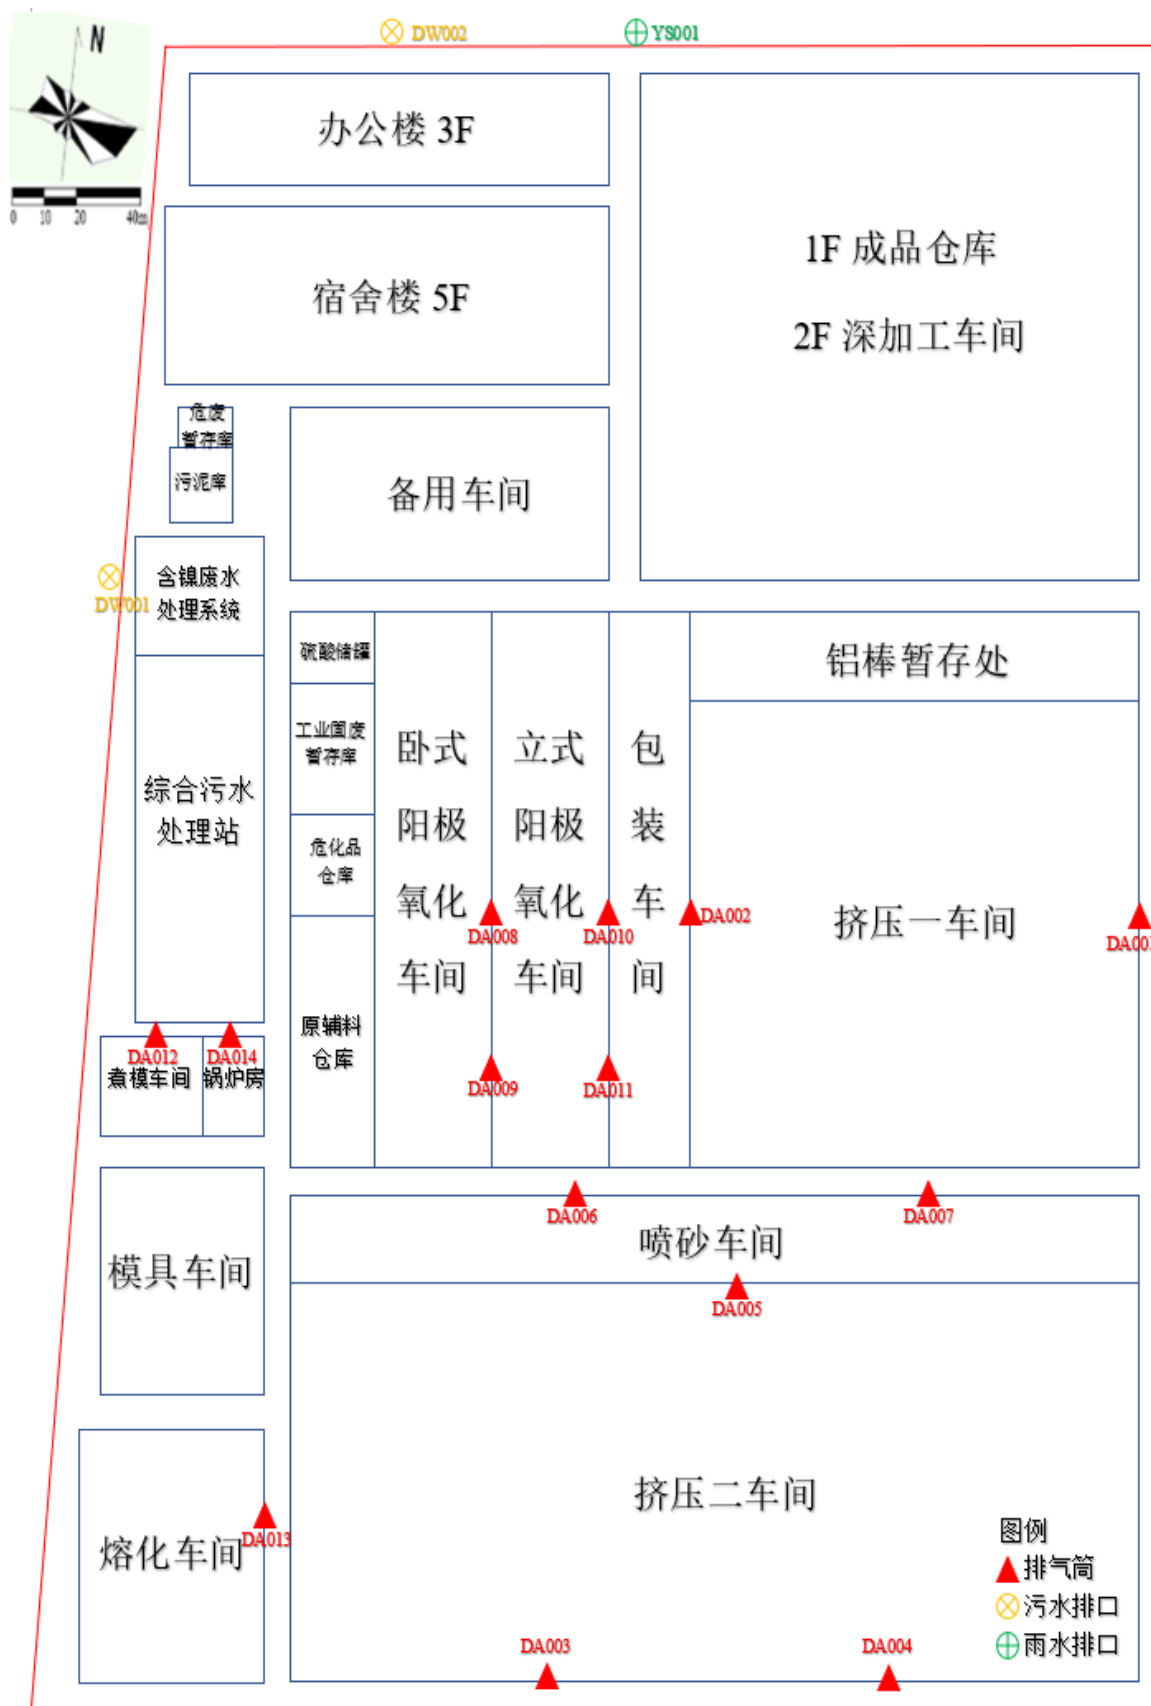 DW002
YS001
N
0 10 20 40m
办公楼 3F
宿舍楼 5F
1F 成品仓库
2F 深加工车间
危废
暂存库
污泥库
备用车间
含镍废水
处理系统
DW001
综合污水
处理站
硫酸储罐
工业固废
暂存库
危化品
仓库
原辅料
仓库
卧式
阳极
氧化
车间
立式
阳极
氧化
车间
包
装
车
间
铝棒暂存处
挤压一车间
DA008
DA010
DA002
DA001
DA009
DA011
DA012
DA014
煮模车间
锅炉房
模具车间
DA006
DA007
喷砂车间
DA005
挤压二车间
熔化车间
DA013
DA003
DA004
图例
排气筒
污水排口
雨水排口